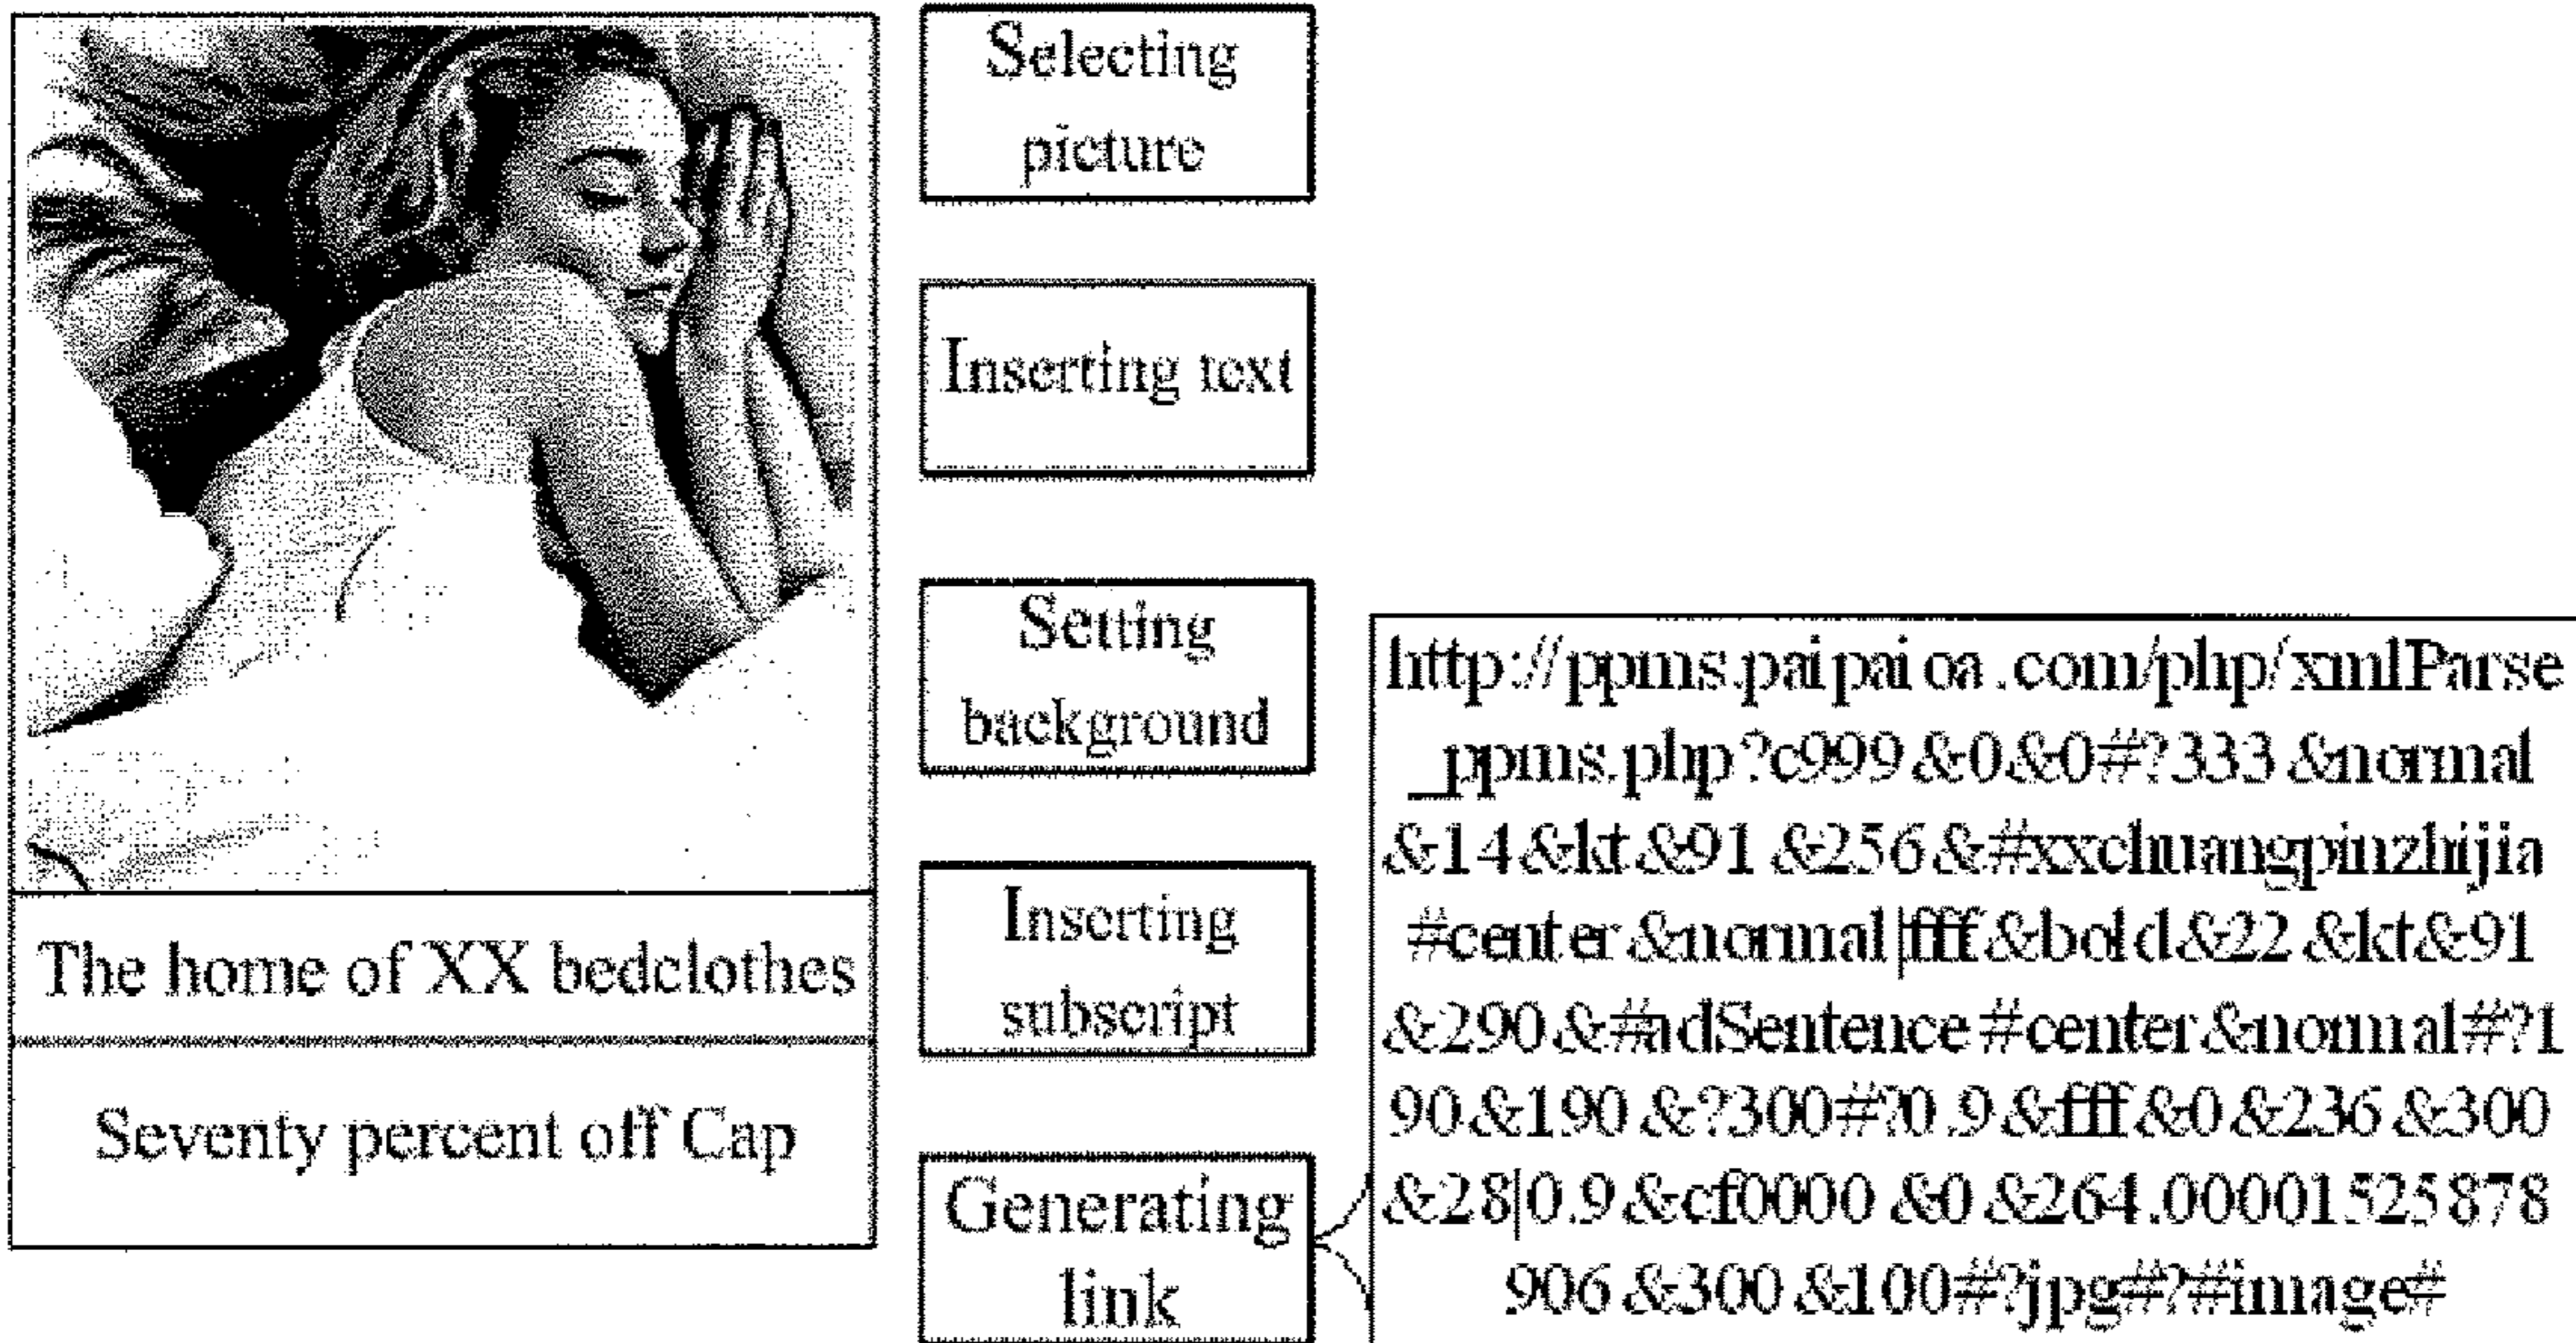 Selecting
picture
Inserting text
Setting
background
Inserting
subscript
Generating
link
The home of XX bedclothes
Seventy percent off Cap
http://ppms.paipaioa.com/php/xmlParse
_ppms.php?c999&0&0#?333&normal
&14&kt&91&256&#xxchuangpinzhijia
#center&normal|fff&bold&22&kt&91
&290&#adSentence#center&normal#?1
90&190&?300#?0.9&fff&0&236&300
&28|0.9&cf0000&0&264.00001525878
906&300&100#?jpg#?#image#